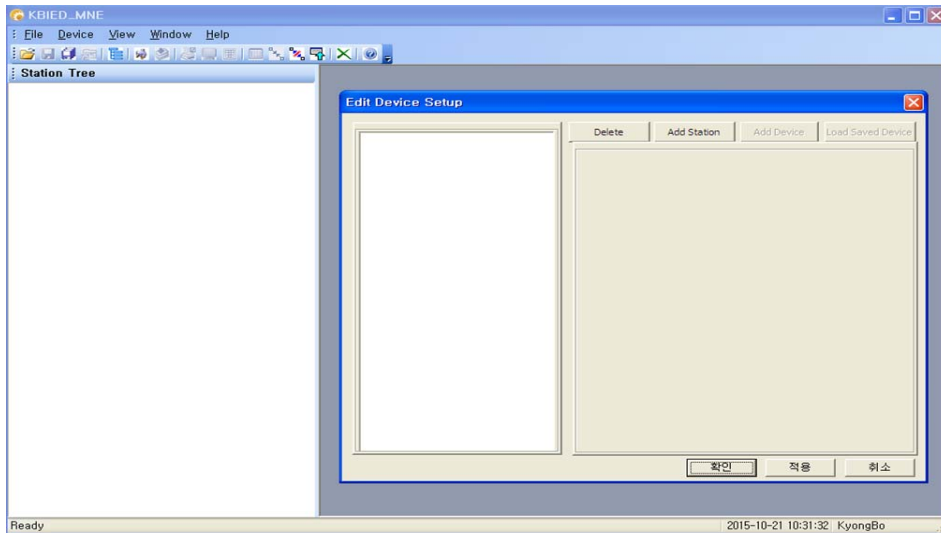 KBIED_MNE
File Device View Window Help
Station Tree
Edit Device Setup
Delete Add Station Add Device Load Saved Device
확인 적용 취소
Ready 2015-10-21 10:31:32 KyongBo